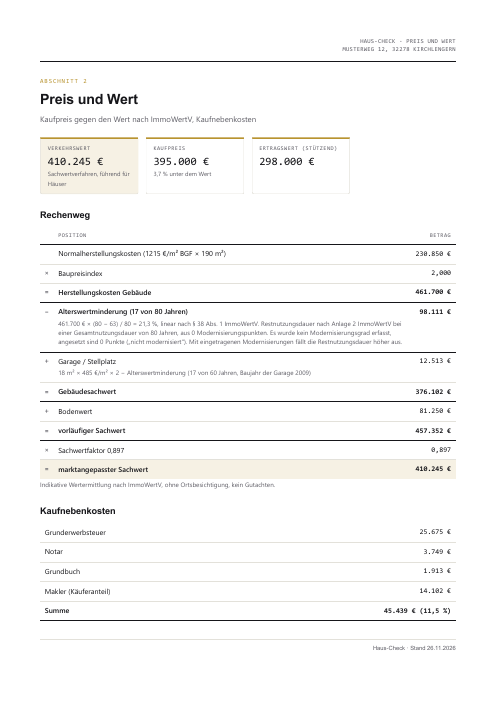 HAUS-CHECK · PREIS UND WERT
MUSTERWEG 12, 32278 KIRCHLENGERN
ABSCHNITT 2
Preis und Wert
Kaufpreis gegen den Wert nach ImmoWertV, Kaufnebenkosten
VERKEHRSWERT
410.245 €
Sachwertverfahren, führend für
Häuser
KAUFPREIS
395.000 €
3,7 % unter dem Wert
ERTRAGSWERT (STÜTZEND)
298.000 €
Rechenweg
POSITION BETRAG
Normalherstellungskosten (1215 €/m² BGF × 190 m²) 230.850 €
× Baupreisindex 2,000
= Herstellungskosten Gebäude 461.700 €
− Alterswertminderung (17 von 80 Jahren) 98.111 €
461.700 € × (80 − 63) / 80 = 21,3 %, linear nach § 38 Abs. 1 ImmoWertV. Restnutzungsdauer nach Anlage 2 ImmoWertV bei
einer Gesamtnutzungsdauer von 80 Jahren, aus 0 Modernisierungspunkten. Es wurde kein Modernisierungsgrad erfasst,
angesetzt sind 0 Punkte („nicht modernisiert"). Mit eingetragenen Modernisierungen fällt die Restnutzungsdauer höher aus.
+ Garage / Stellplatz 12.513 €
18 m² × 485 €/m² × 2 − Alterswertminderung (17 von 60 Jahren, Baujahr der Garage 2009)
= Gebäudesachwert 376.102 €
+ Bodenwert 81.250 €
= vorläufiger Sachwert 457.352 €
× Sachwertfaktor 0,897 0,897
= marktangepasster Sachwert 410.245 €
Indikative Wertermittlung nach ImmoWertV, ohne Ortsbesichtigung, kein Gutachten.
Kaufnebenkosten
Grunderwerbsteuer 25.675 €
Notar 3.749 €
Grundbuch 1.913 €
Makler (Käuferanteil) 14.102 €
Summe 45.439 € (11,5 %)
Haus-Check · Stand 26.11.2026